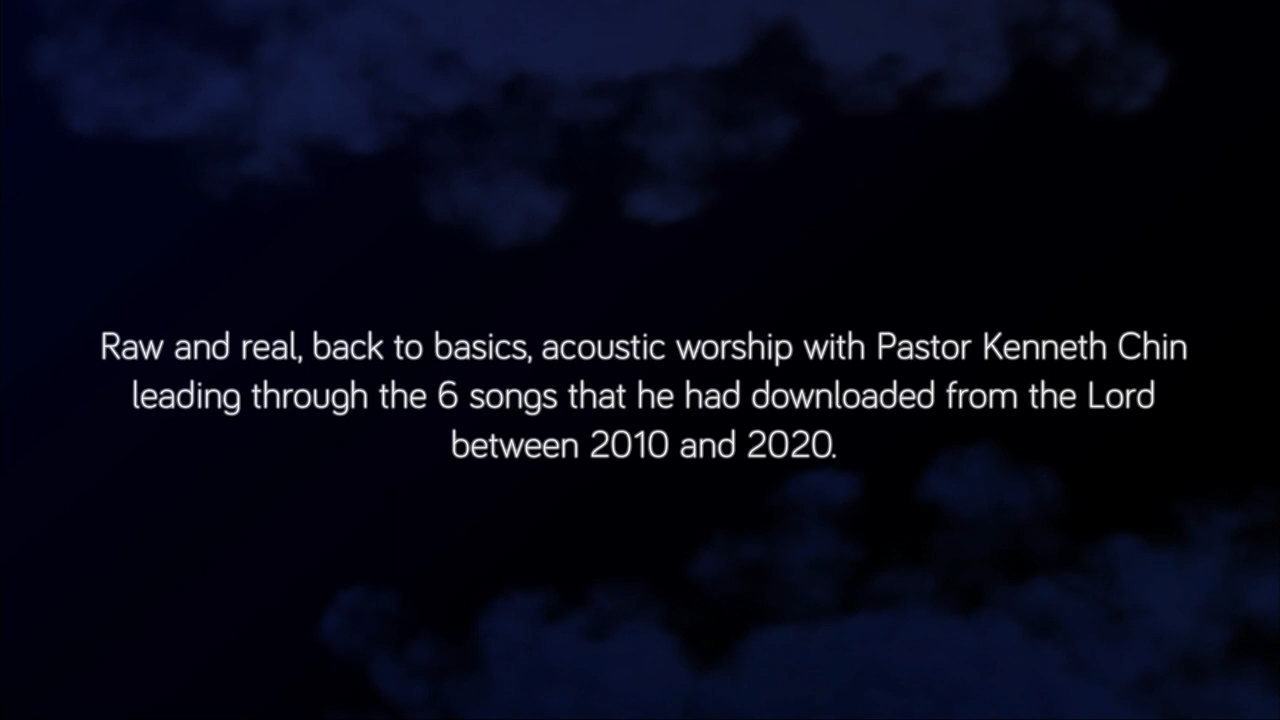 Raw and real, back to basics, acoustic worship with Pastor Kenneth Chin
leading through the 6 songs that he had downloaded from the Lord
between 2010 and 2020.